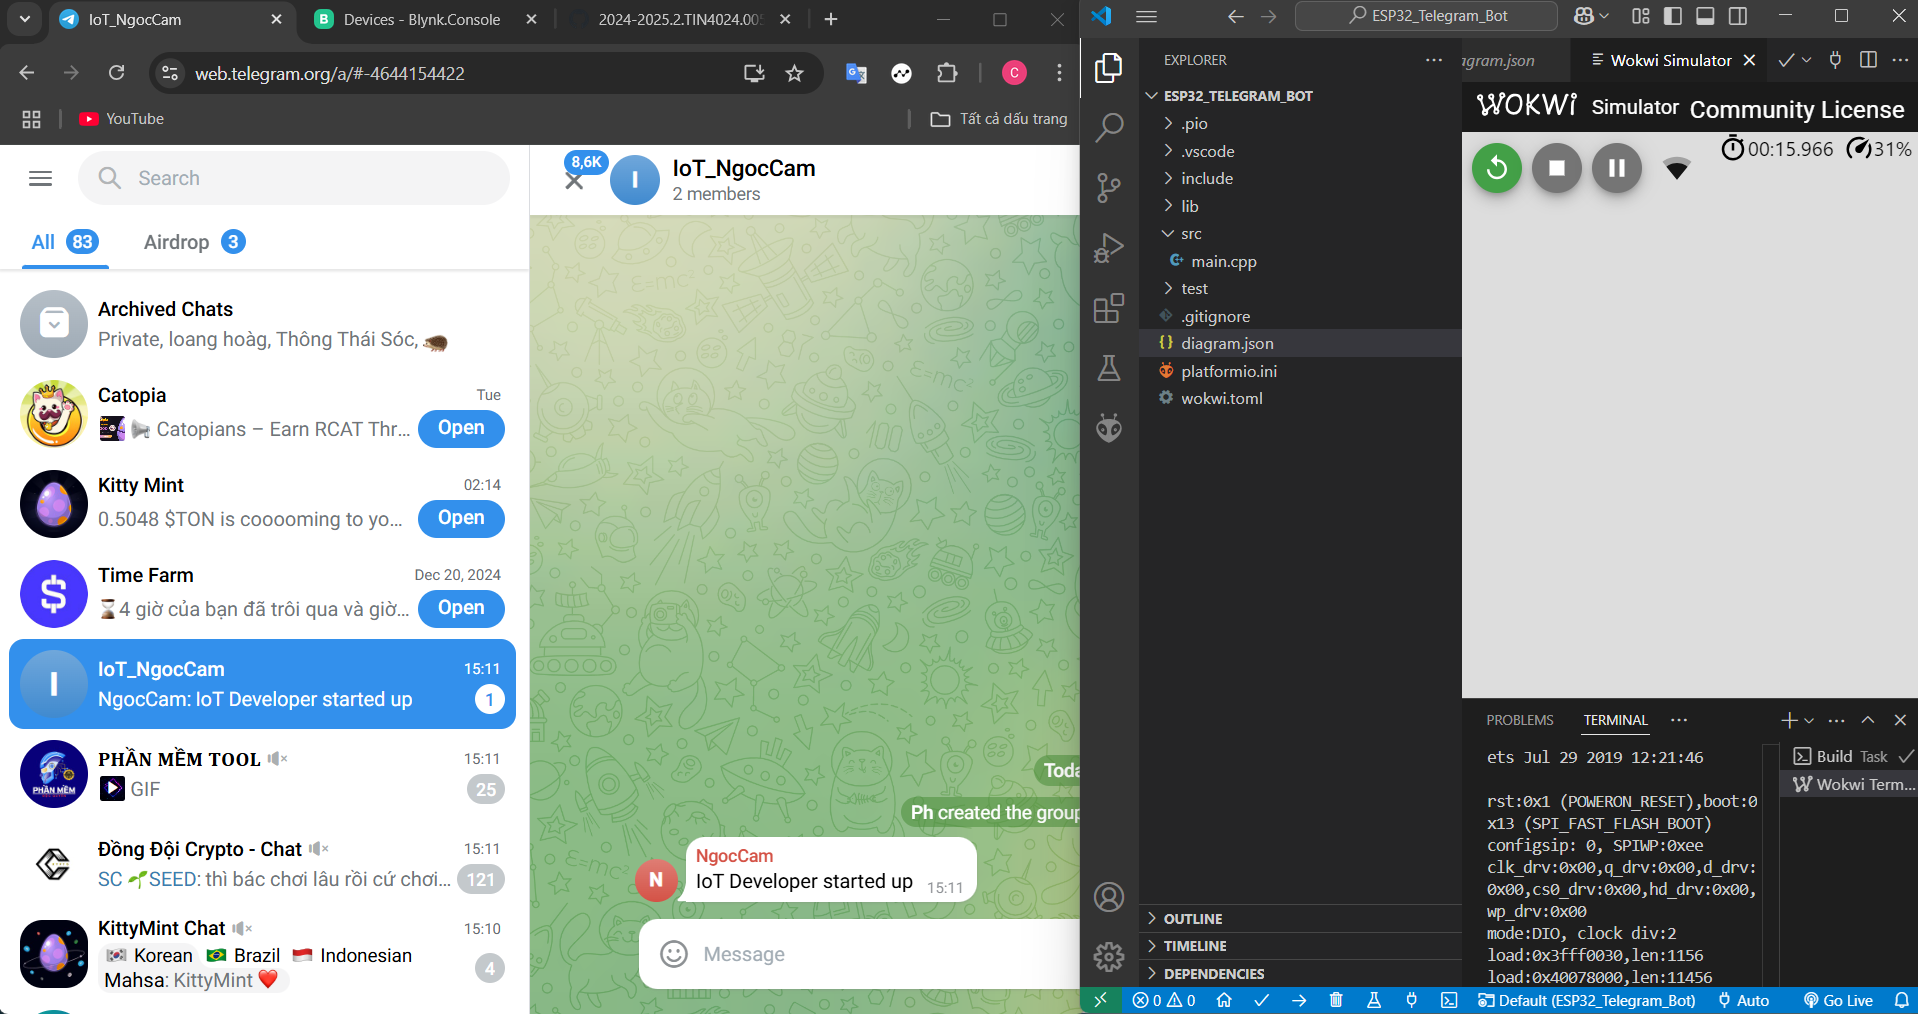 IoT_NgocCam
Devices - Blynk.Console
2024-2025.2.TIN4024.005
web.telegram.org/a/#-4644154422
C
YouTube
Tất cả dấu trang
Search
All 83
Airdrop 3
Archived Chats
Private, loang hoàg, Thông Thái Sóc,
Catopia
Tue
Catopians – Earn RCAT Thr...
Open
Kitty Mint
02:14
0.5048 $TON is cooooming to yo...
Open
Time Farm
Dec 20, 2024
4 giờ của bạn đã trôi qua và giờ...
Open
I
IoT_NgocCam
15:11
NgocCam: IoT Developer started up
1
PHẦN MỀM
PHẦN MỀM TOOL
15:11
GIF
25
Đồng Đội Crypto - Chat
15:11
SC 🌱SEED: thì bác chơi lâu rồi cứ chơi...
121
KittyMint Chat
15:10
Korean Brazil Indonesian
Mahsa: KittyMint ❤️
4
8,6K
I
IoT_NgocCam
2 members
Toda
Ph created the group
N
NgocCam
IoT Developer started up 15:11
Message
ESP32_Telegram_Bot
EXPLORER
ESP32_TELEGRAM_BOT
.pio
.vscode
include
lib
src
main.cpp
test
.gitignore
diagram.json
platformio.ini
wokwi.toml
OUTLINE
TIMELINE
DEPENDENCIES
agram.json
Wokwi Simulator
WOKWI Simulator Community License
00:15.966 31%
PROBLEMS TERMINAL
ets Jul 29 2019 12:21:46
rst:0x1 (POWERON_RESET),boot:0
x13 (SPI_FAST_FLASH_BOOT)
configsip: 0, SPIWP:0xee
clk_drv:0x00,q_drv:0x00,d_drv:
0x00,cs0_drv:0x00,hd_drv:0x00,
wp_drv:0x00
mode:DIO, clock div:2
load:0x3fff0030,len:1156
load:0x40078000,len:11456
Build Task
Wokwi Term...
0 0
Default (ESP32_Telegram_Bot)
Auto
Go Live